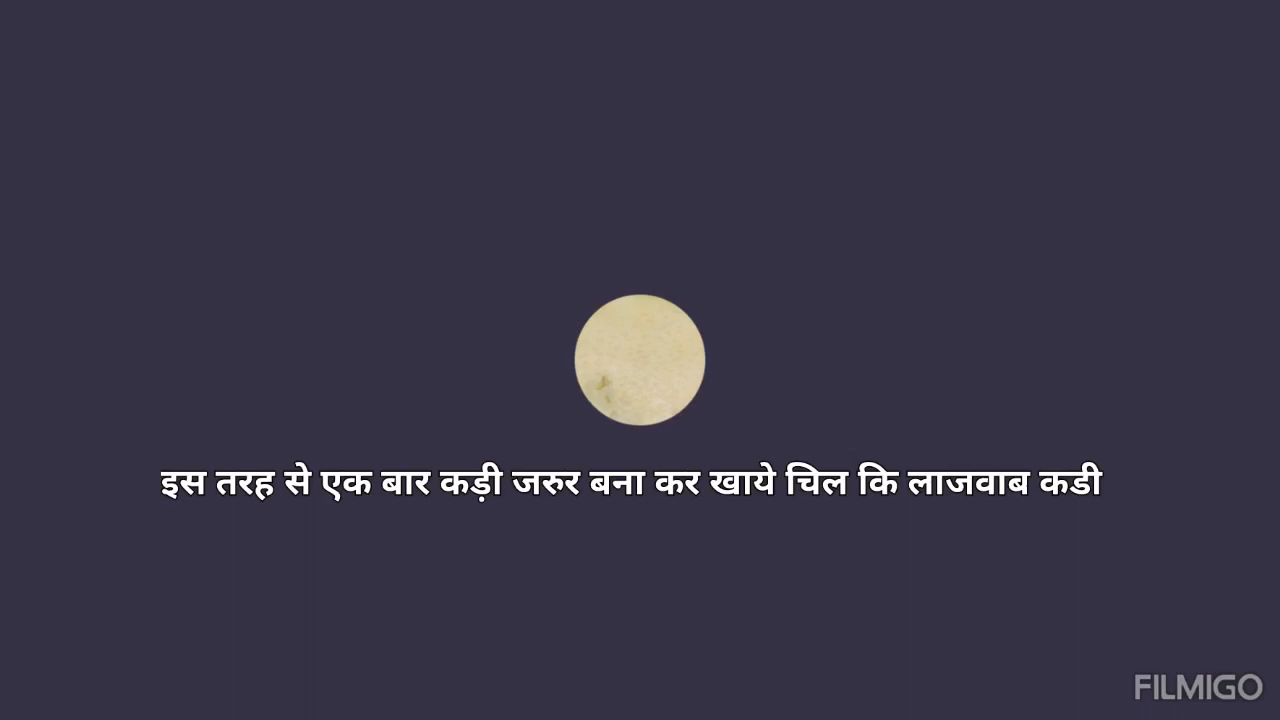 इस तरह से एक बार कड़ी जरुर बना कर खाये चिल कि लाजवाब कडी
FILMIGO